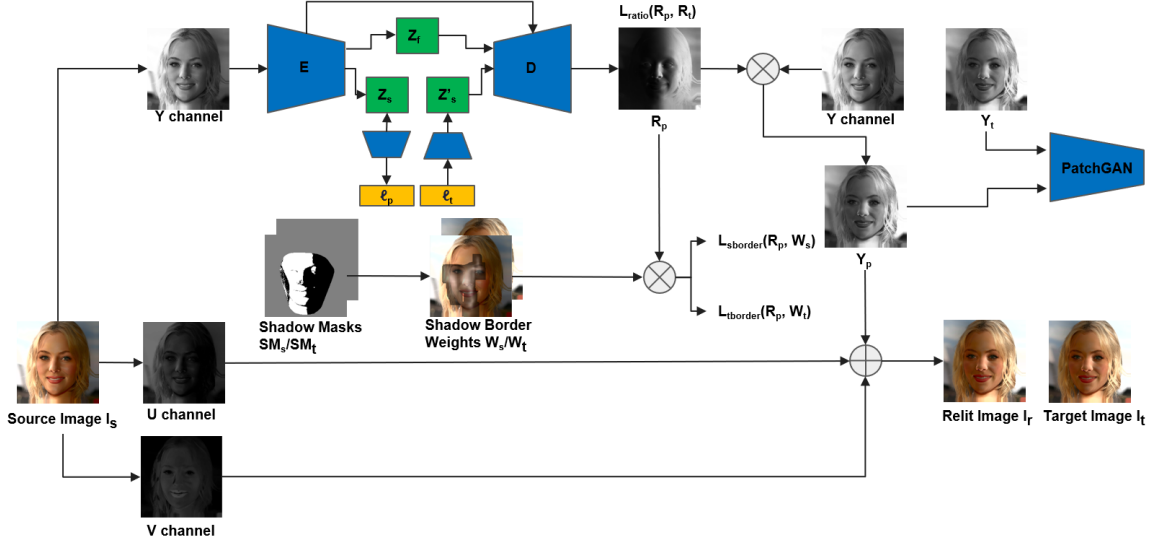 L_ratio(R_p, R_t)
Z_f
E
D
Z_s
Z'_s
Y channel
R_p
Y channel
Y_t
PatchGAN
ℓ_p
ℓ_t
L_sborder(R_p, W_s)
Y_p
L_tborder(R_p, W_t)
Shadow Masks
SM_s/SM_t
Shadow Border
Weights W_s/W_t
Source Image I_s
U channel
Relit Image I_r
Target Image I_t
V channel